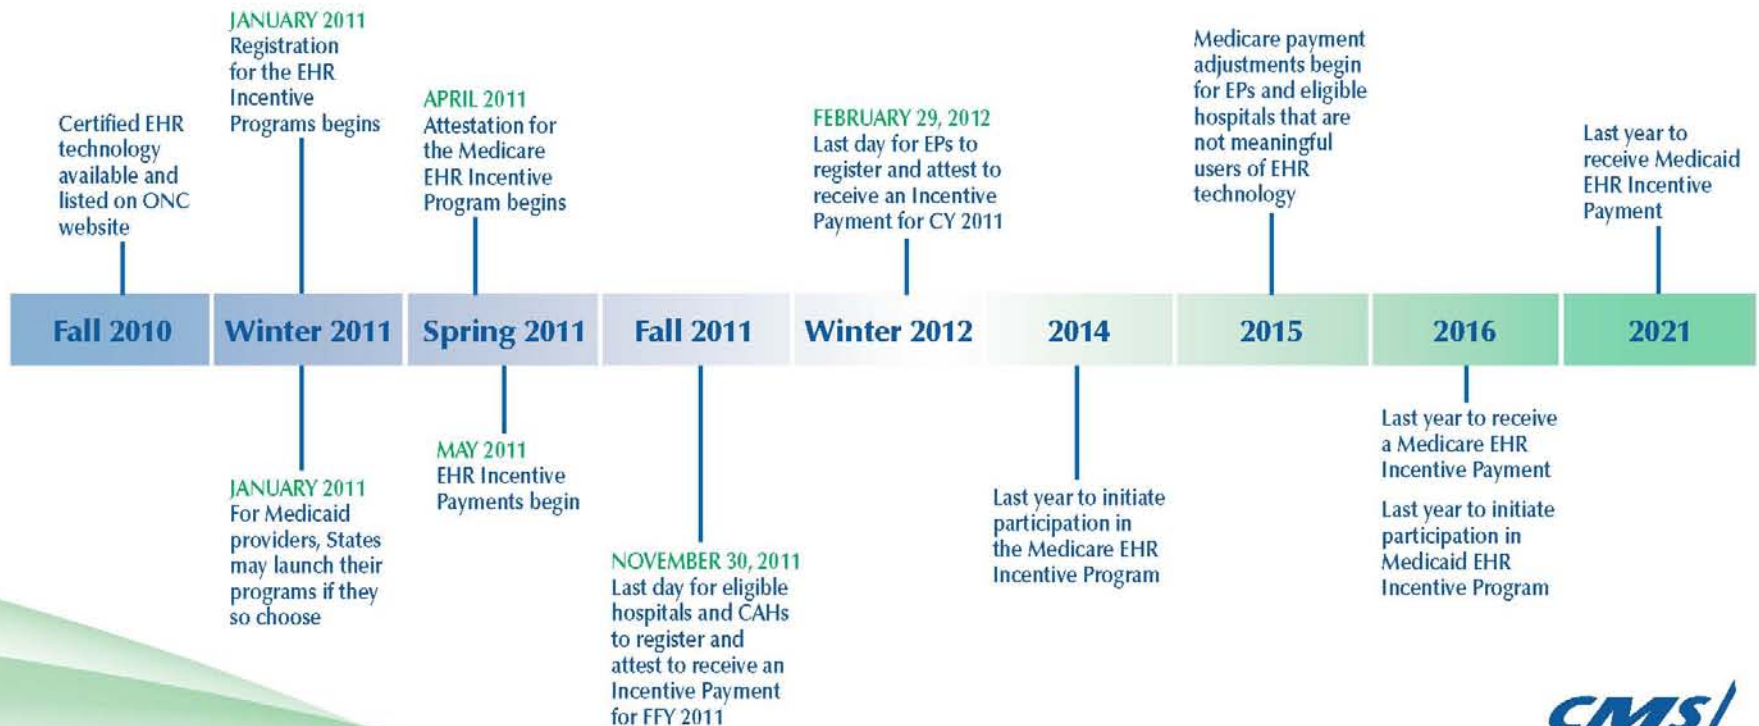 JANUARY 2011
Registration
for the EHR
Incentive
Programs begins
Certified EHR
technology
available and
listed on ONC
website
APRIL 2011
Attestation for
the Medicare
EHR Incentive
Program begins
FEBRUARY 29, 2012
Last day for EPs to
register and attest to
receive an Incentive
Payment for CY 2011
Medicare payment
adjustments begin
for EPs and eligible
hospitals that are
not meaningful
users of EHR
technology
Last year to
receive Medicaid
EHR Incentive
Payment
Fall 2010
Winter 2011
Spring 2011
Fall 2011
Winter 2012
2014
2015
2016
2021
JANUARY 2011
For Medicaid
providers, States
may launch their
programs if they
so choose
MAY 2011
EHR Incentive
Payments begin
NOVEMBER 30, 2011
Last day for eligible
hospitals and CAHs
to register and
attest to receive an
Incentive Payment
for FFY 2011
Last year to initiate
participation in
the Medicare EHR
Incentive Program
Last year to receive
a Medicare EHR
Incentive Payment
Last year to initiate
participation in
Medicaid EHR
Incentive Program
CMS